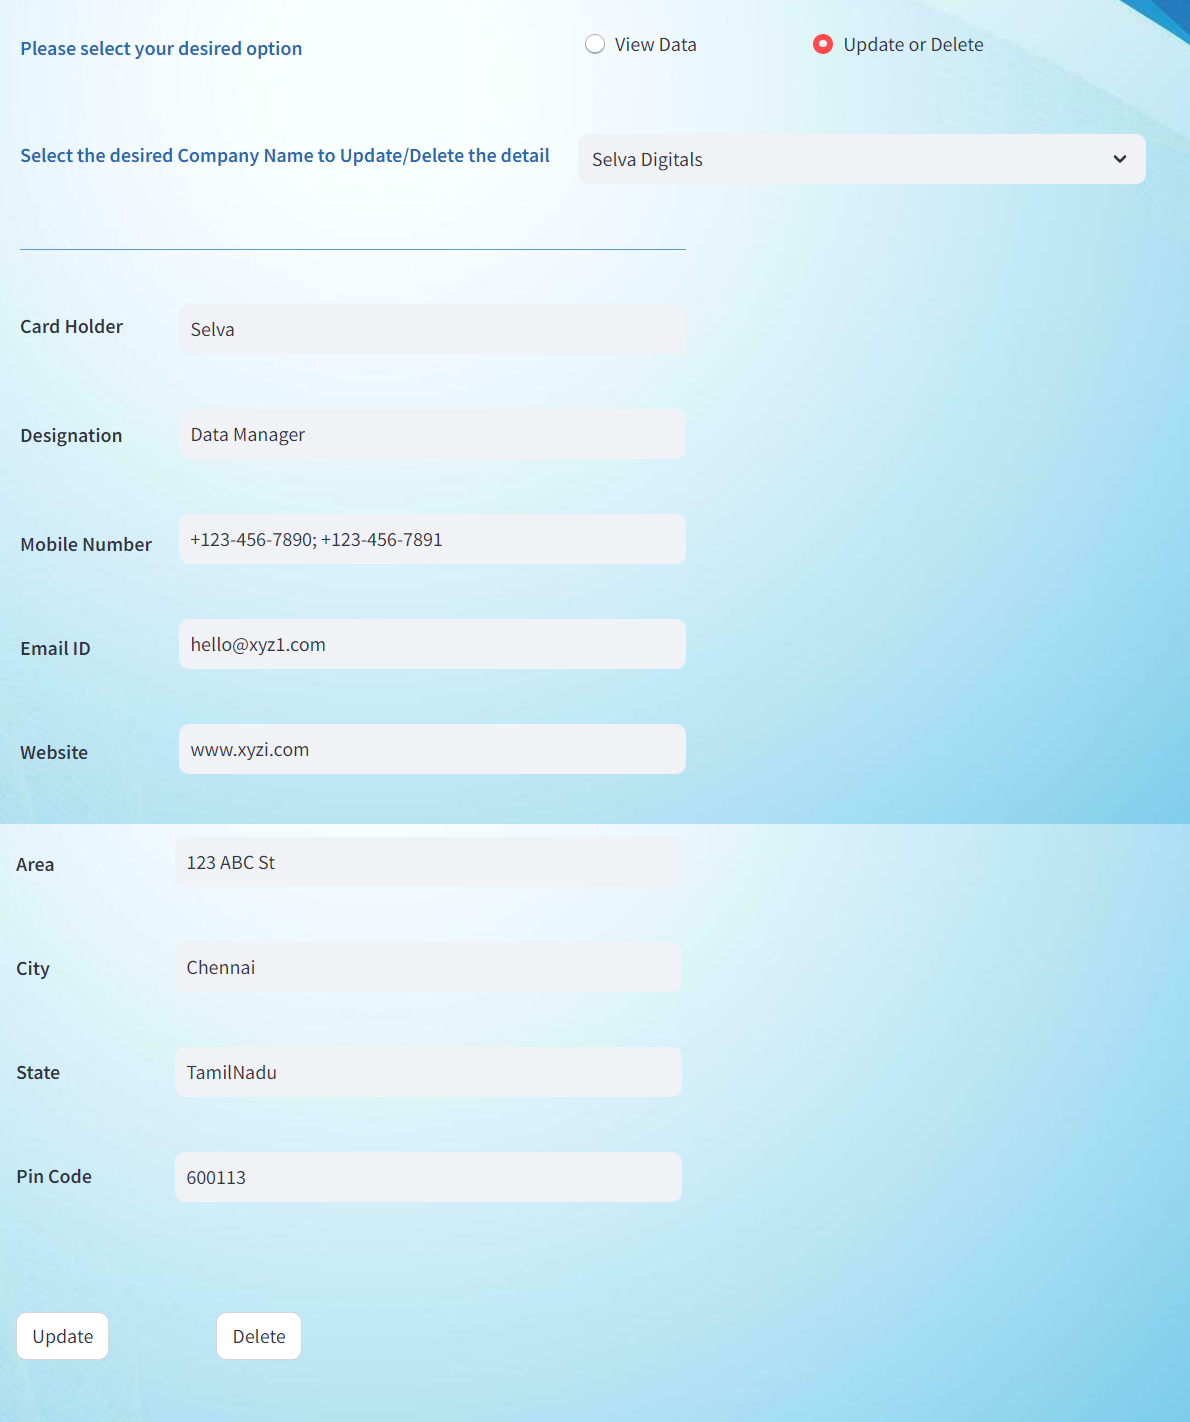 Please select your desired option
View Data
Update or Delete
Select the desired Company Name to Update/Delete the detail
Selva Digitals
Card Holder
Selva
Designation
Data Manager
Mobile Number
+123-456-7890; +123-456-7891
Email ID
hello@xyz1.com
Website
www.xyzi.com
Area
123 ABC St
City
Chennai
State
TamilNadu
Pin Code
600113
Update
Delete